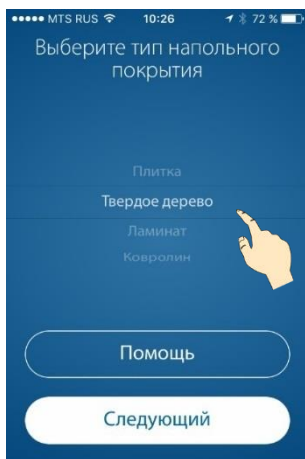 MTS RUS 10:26 72 %
Выберите тип напольного
покрытия
Плитка
Твердое дерево
Ламинат
Ковролин
Помощь
Следующий